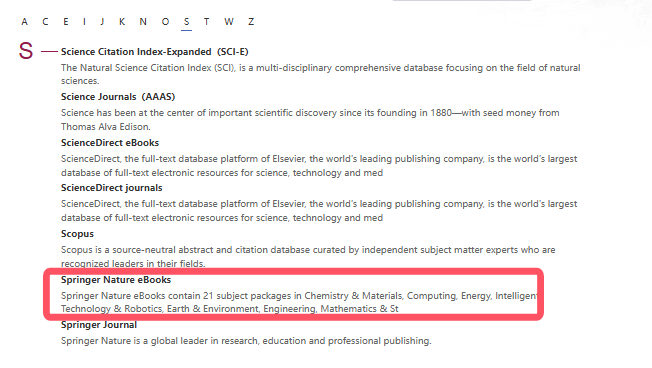 A C E I J K N O S T W Z
S
Science Citation Index-Expanded (SCI-E)
The Natural Science Citation Index (SCI), is a multi-disciplinary comprehensive database focusing on the field of natural
sciences.
Science Journals (AAAS)
Science has been at the center of important scientific discovery since its founding in 1880—with seed money from
Thomas Alva Edison.
ScienceDirect eBooks
ScienceDirect, the full-text database platform of Elsevier, the world's leading publishing company, is the world's largest
database of full-text electronic resources for science, technology and med
ScienceDirect journals
ScienceDirect, the full-text database platform of Elsevier, the world's leading publishing company, is the world's largest
database of full-text electronic resources for science, technology and med
Scopus
Scopus is a source-neutral abstract and citation database curated by independent subject matter experts who are
recognized leaders in their fields.
Springer Nature eBooks
Springer Nature eBooks contain 21 subject packages in Chemistry & Materials, Computing, Energy, Intelligent
Technology & Robotics, Earth & Environment, Engineering, Mathematics & St
Springer Journal
Springer Nature is a global leader in research, education and professional publishing.